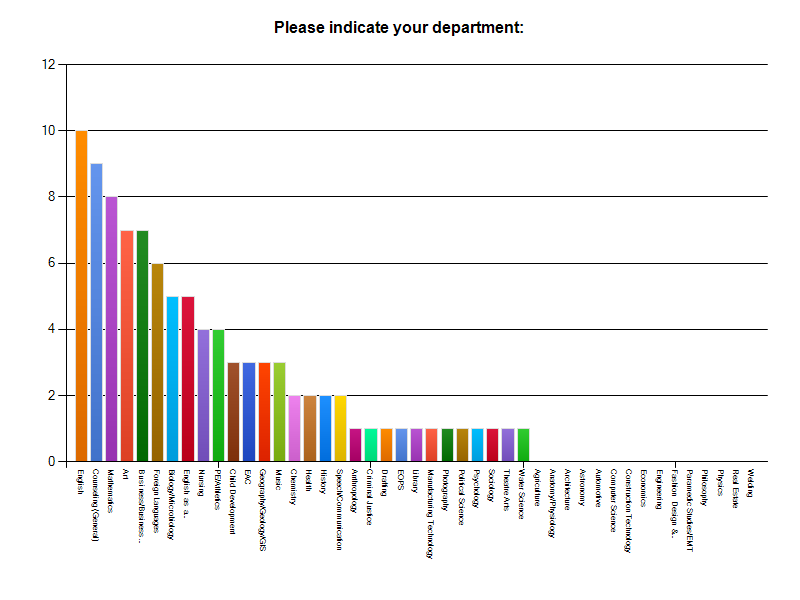 Please indicate your department:
12
10
8
6
4
2
0
English
Counseling (General)
Mathematics
Art
Business/Business ...
Foreign Languages
Biology/Microbiology
English as a...
Nursing
PE/Athletics
Child Development
EAC
Geography/Geology/GIS
Music
Chemistry
Health
History
Speech/Communication
Anthropology
Criminal Justice
Drafting
EOPS
Library
Manufacturing Technology
Photography
Political Science
Psychology
Sociology
Theatre Arts
Water Science
Agriculture
Anatomy/Physiology
Architecture
Astronomy
Automotive
Computer Science
Construction Technology
Economics
Engineering
Fashion Design &...
Paramedic Studies/EMT
Philosophy
Physics
Real Estate
Welding